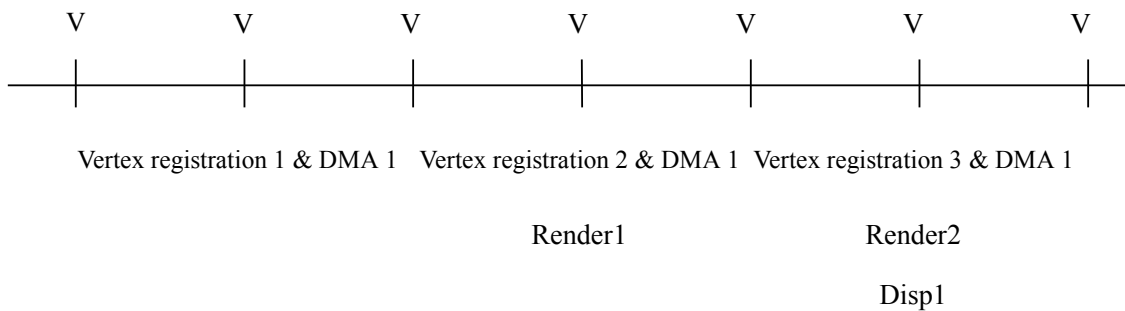 V V V V V V V
Vertex registration 1 & DMA 1 Vertex registration 2 & DMA 1 Vertex registration 3 & DMA 1
Render1 Render2
Disp1